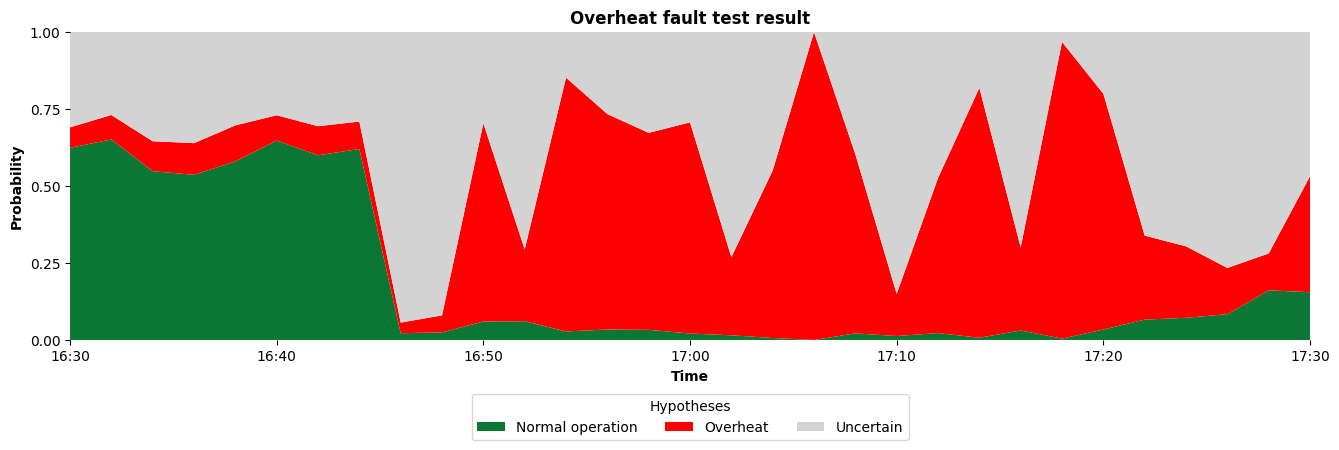 Overheat fault test result
1.00
0.75
0.50
0.25
0.00
Probability
16:30 16:40 16:50 17:00 17:10 17:20 17:30
Time
Hypotheses
Normal operation Overheat Uncertain